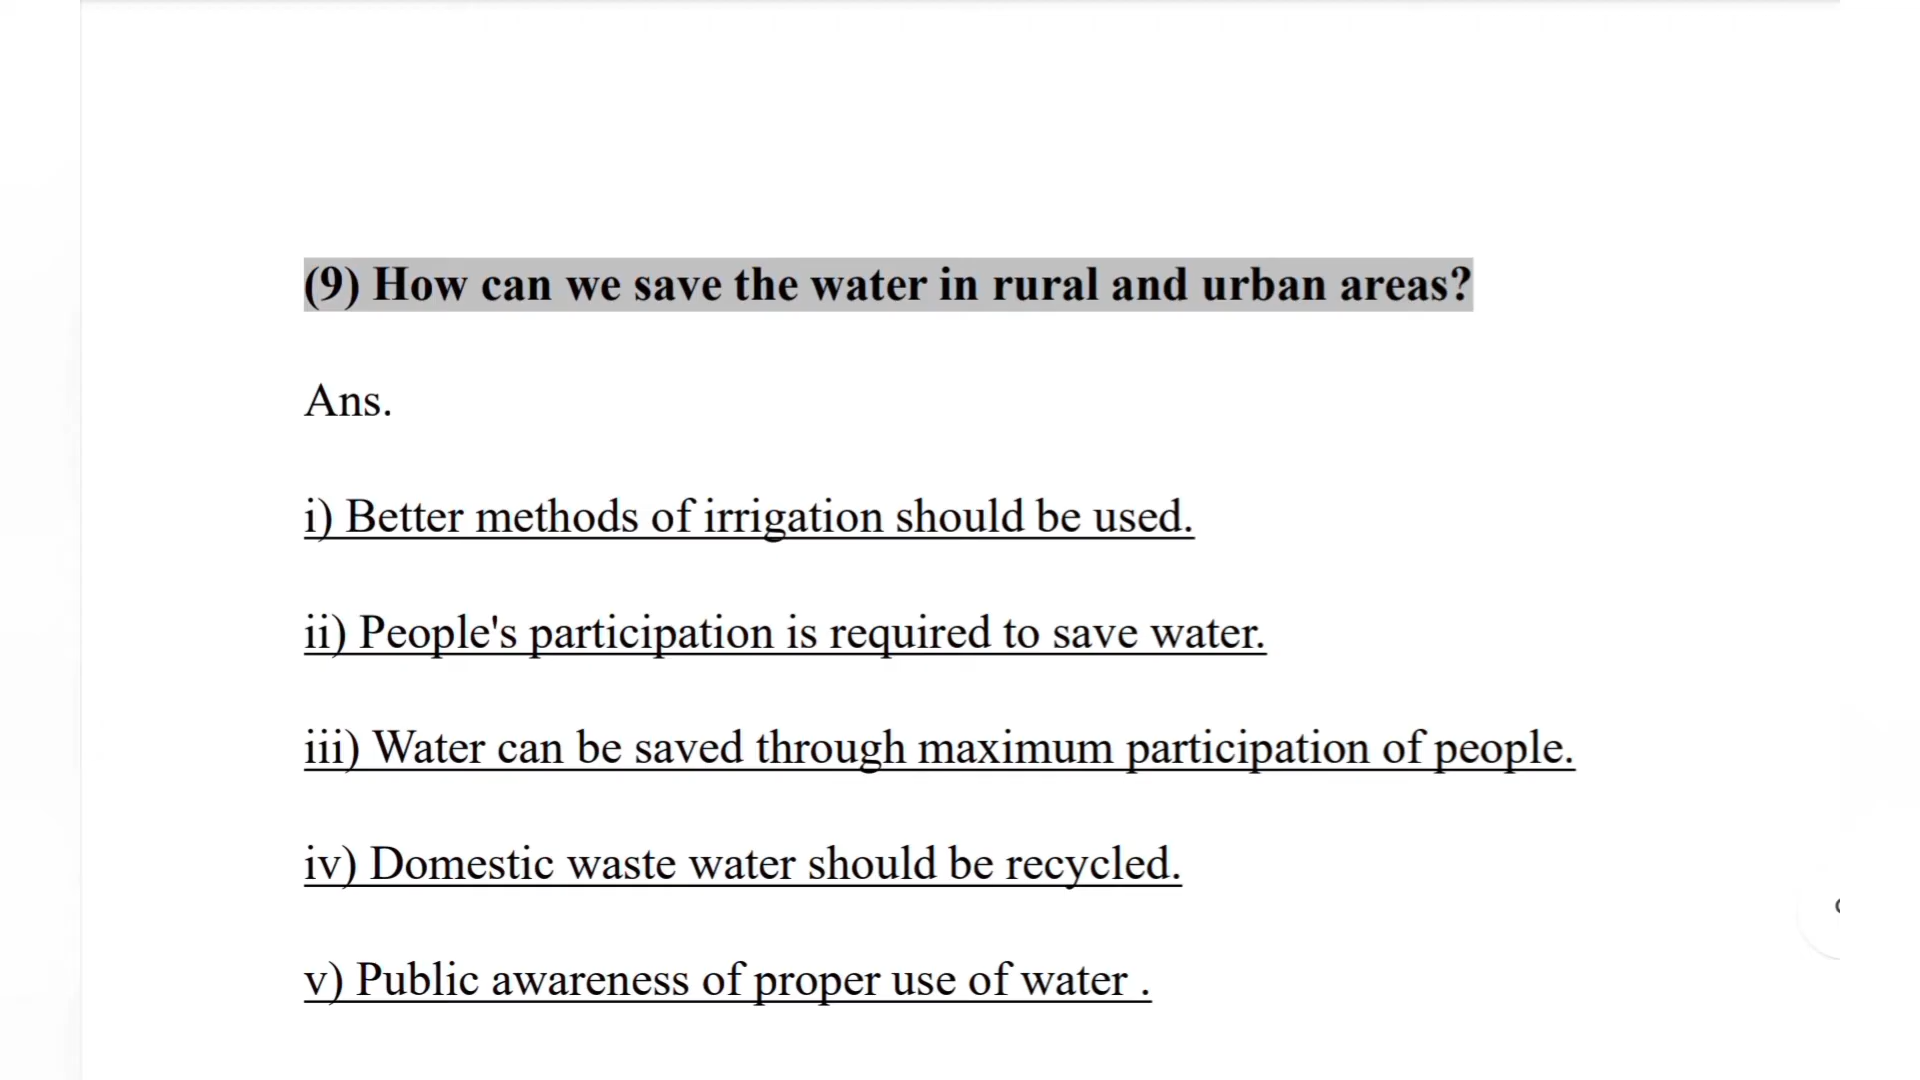 (9) How can we save the water in rural and urban areas?
Ans.
i) Better methods of irrigation should be used.
ii) People's participation is required to save water.
iii) Water can be saved through maximum participation of people.
iv) Domestic waste water should be recycled.
v) Public awareness of proper use of water .